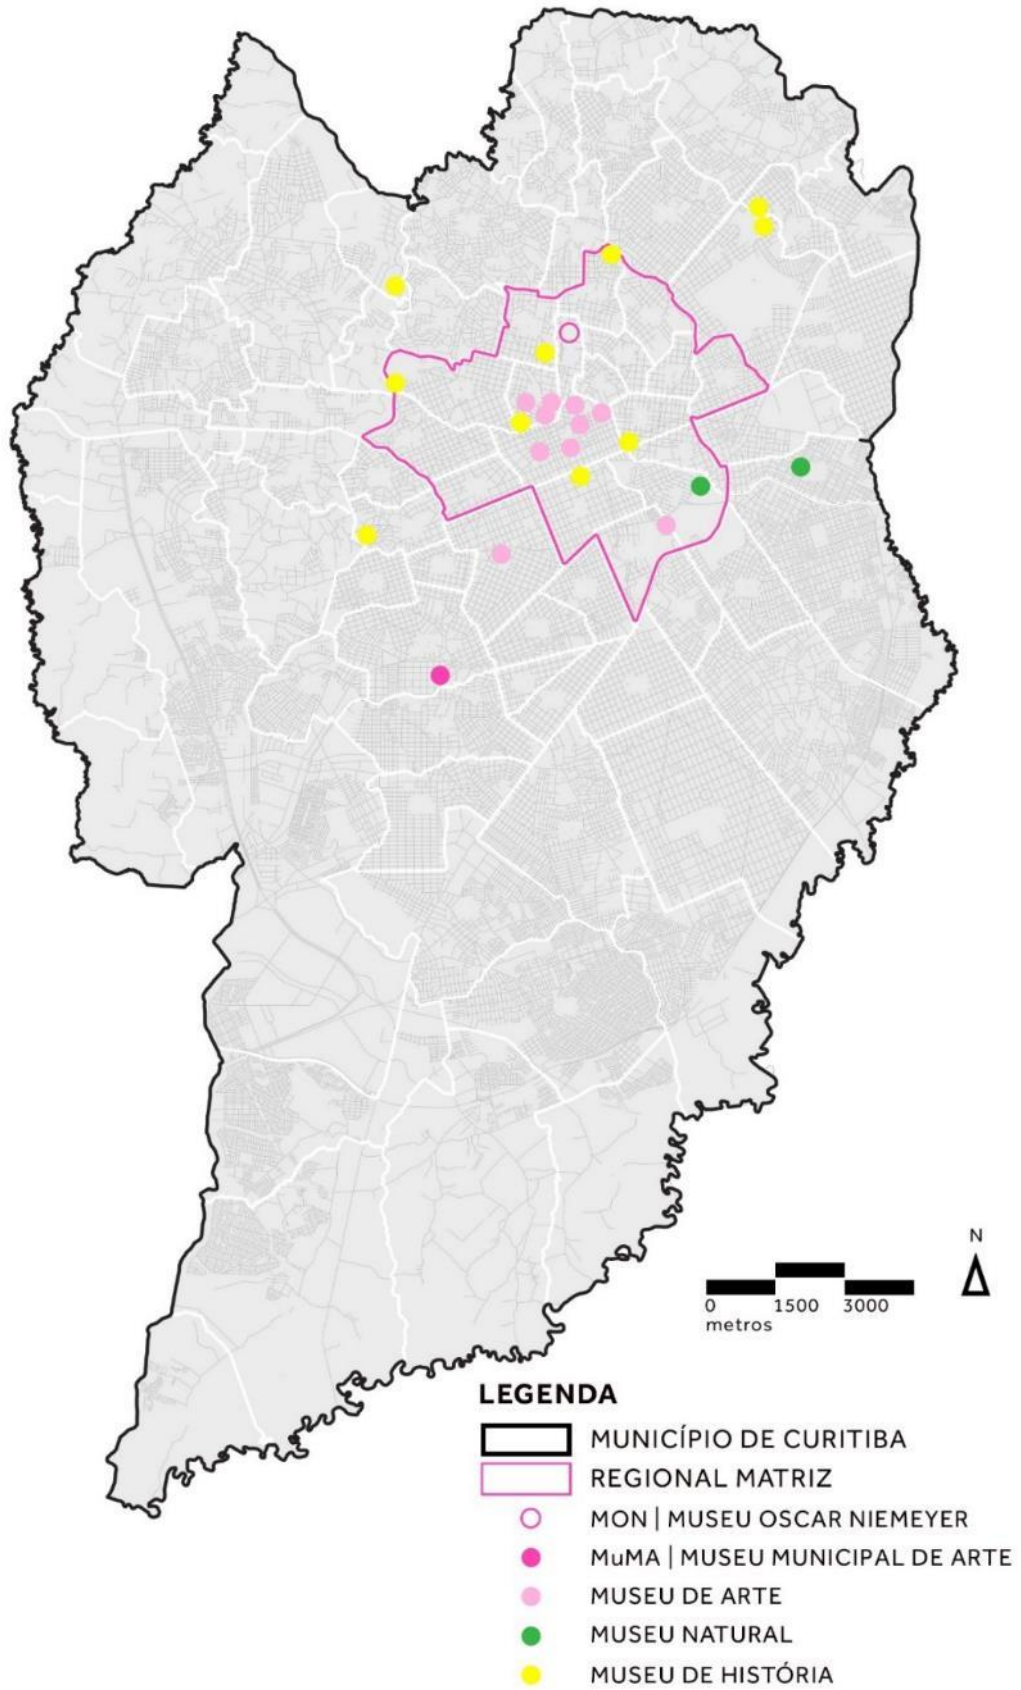 N
0 1500 3000
metros
LEGENDA
MUNICÍPIO DE CURITIBA
REGIONAL MATRIZ
MON | MUSEU OSCAR NIEMEYER
MuMA | MUSEU MUNICIPAL DE ARTE
MUSEU DE ARTE
MUSEU NATURAL
MUSEU DE HISTÓRIA